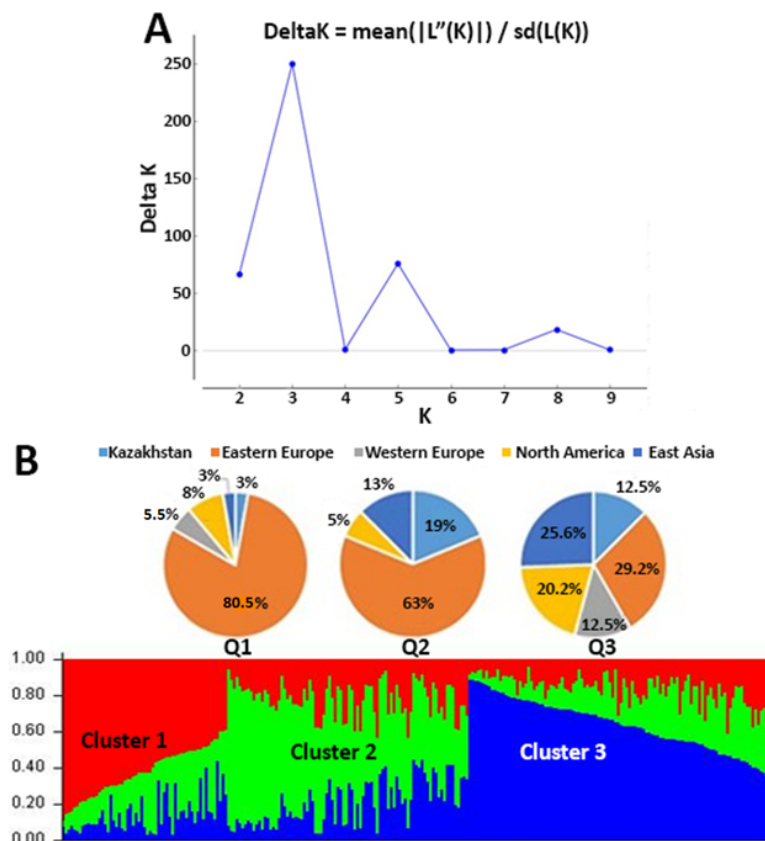 A
DeltaK = mean(|L”(K)|) / sd(L(K))
250
200
150
100
50
0
Delta K
2 3 4 5 6 7 8 9
K
B
Kazakhstan Eastern Europe Western Europe North America East Asia
3% 3%
8%
5.5%
80.5%
13%
5%
19%
63%
12.5%
25.6%
29.2%
20.2%
12.5%
Q1 Q2 Q3
1.00
0.80
0.60
0.40
0.20
0.00
Cluster 1
Cluster 2
Cluster 3